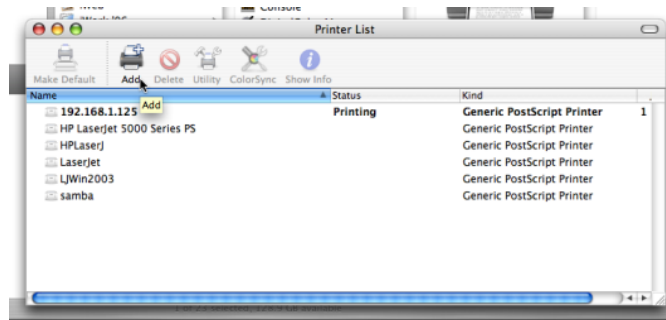 Console
Printer List
Make Default Add Delete Utility ColorSync Show Info
Name Status Kind
Add
192.168.1.125 Printing Generic PostScript Printer 1
HP LaserJet 5000 Series PS Generic PostScript Printer
HPLaserJ Generic PostScript Printer
LaserJet Generic PostScript Printer
LJWin2003 Generic PostScript Printer
samba Generic PostScript Printer